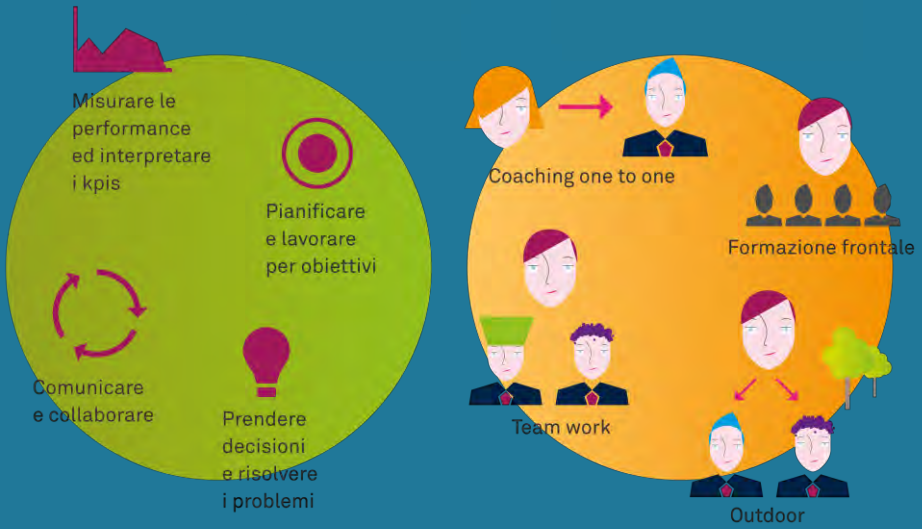 Misurare le
performance
ed interpretare
i kpis
Pianificare
e lavorare
per obiettivi
Comunicare
e collaborare
Prendere
decisioni
e risolvere
i problemi
Coaching one to one
Formazione frontale
Team work
Outdoor